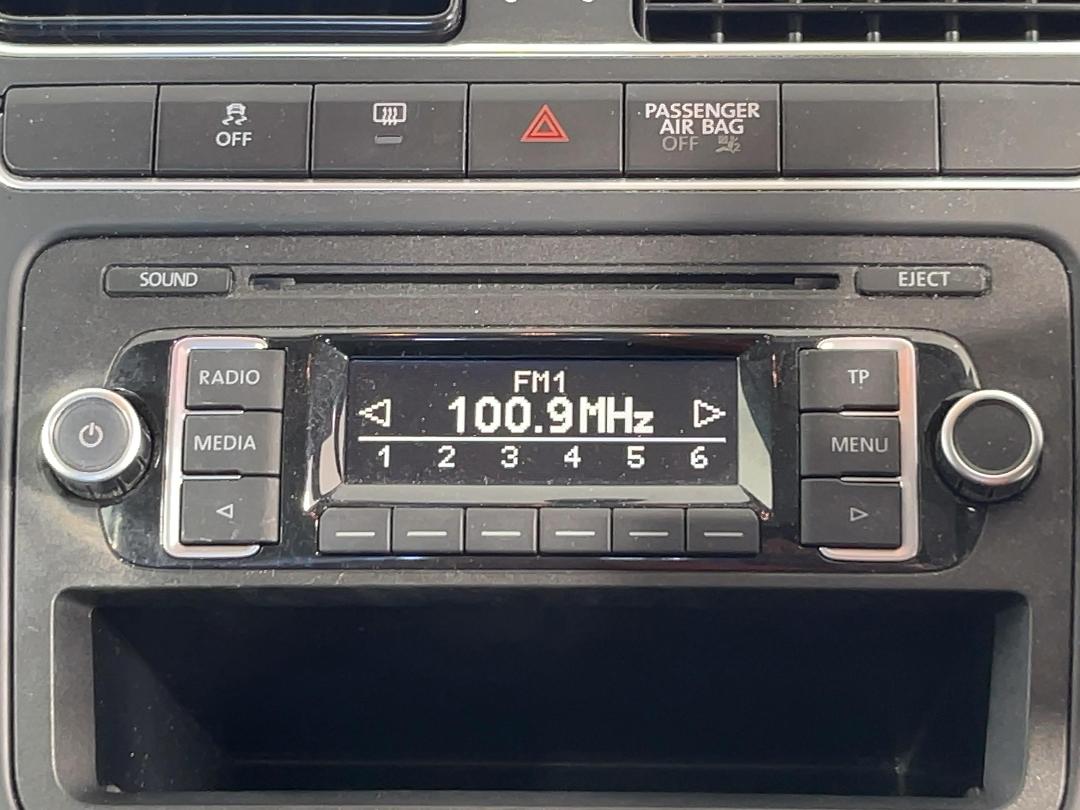 OFF
PASSENGER
AIR BAG
OFF
SOUND
EJECT
RADIO
FM1
TP
100.9MHz
MEDIA
1 2 3 4 5 6
MENU